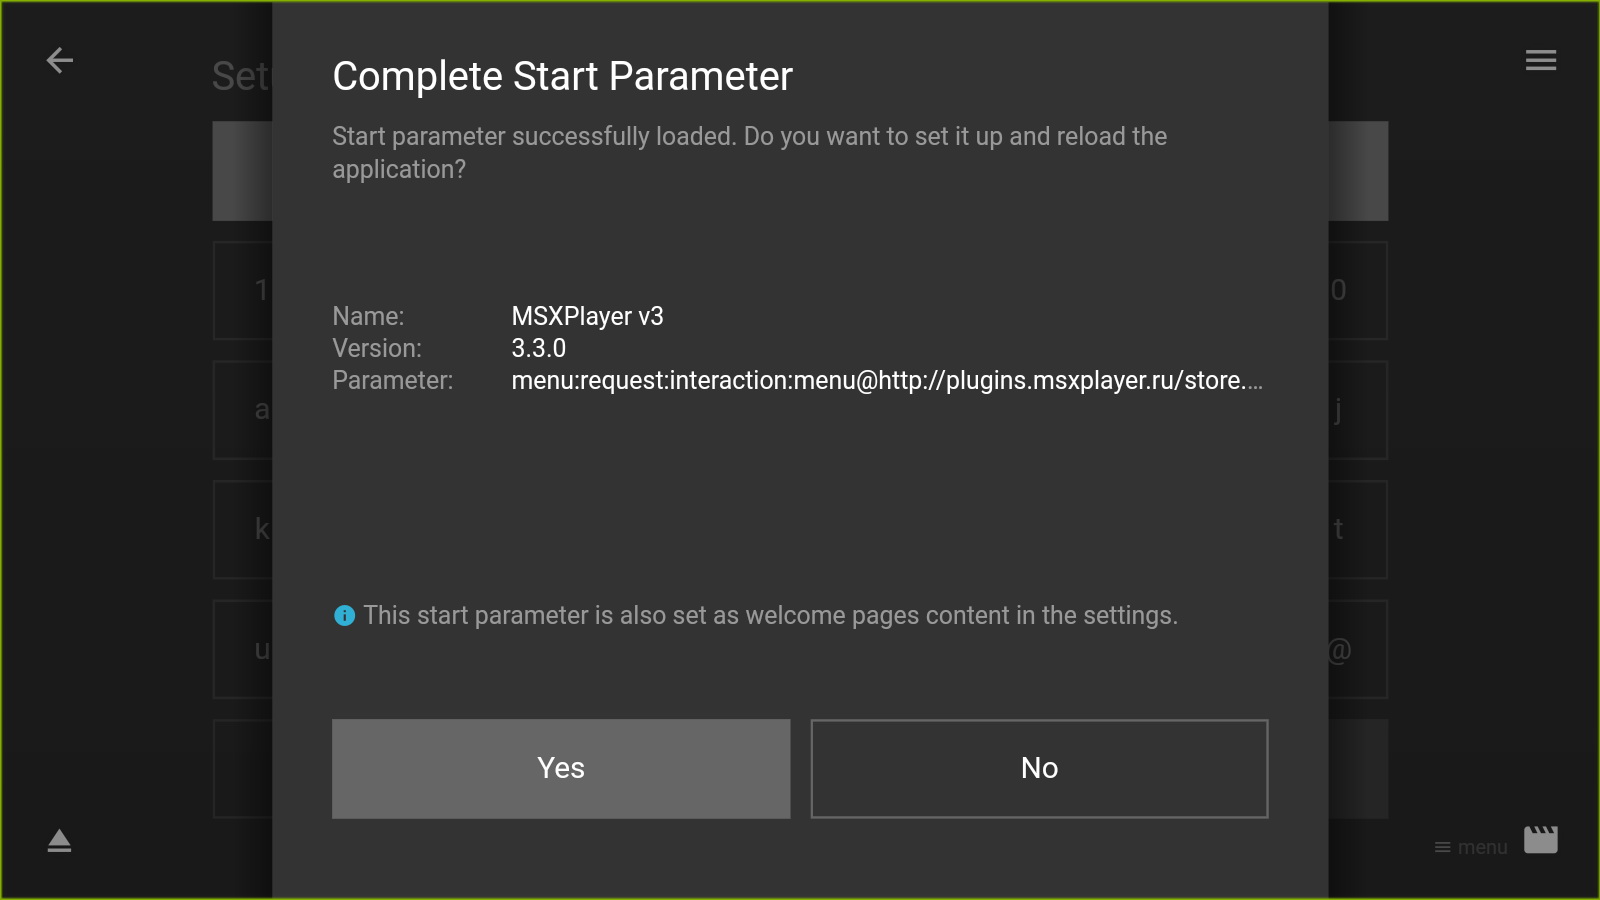 Set
Complete Start Parameter
Start parameter successfully loaded. Do you want to set it up and reload the
application?
1
0
Name: MSXPlayer v3
Version: 3.3.0
Parameter: menu:request:interaction:menu@http://plugins.msxplayer.ru/store....
a
j
k
t
This start parameter is also set as welcome pages content in the settings.
u
@
Yes
No
menu